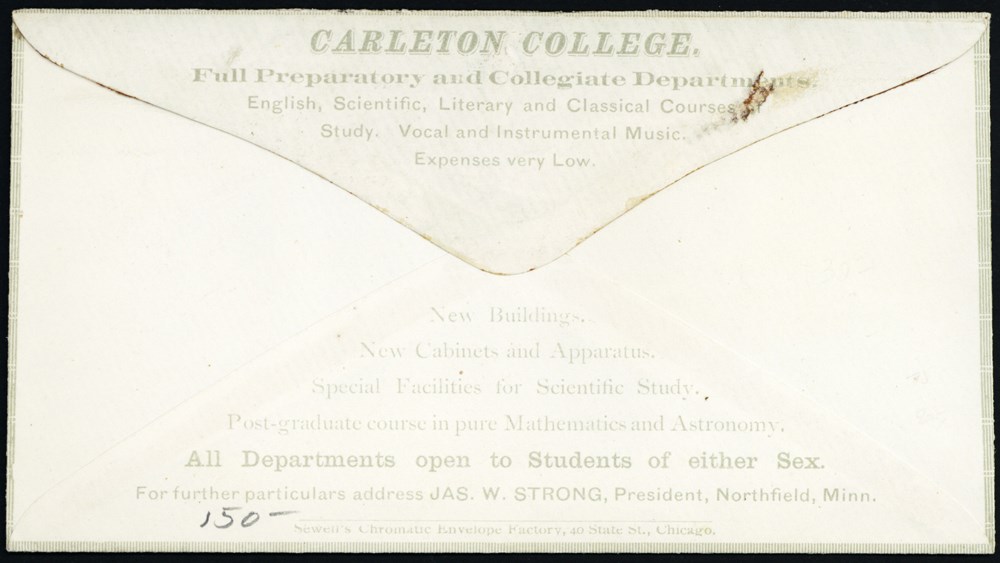 CARLETON COLLEGE.
Full Preparatory and Collegiate Departments.
English, Scientific, Literary and Classical Courses of
Study. Vocal and Instrumental Music.
Expenses very Low.
New Buildings.
New Cabinets and Apparatus.
Special Facilities for Scientific Study.
Post-graduate course in pure Mathematics and Astronomy.
All Departments open to Students of either Sex.
For further particulars address JAS. W. STRONG, President, Northfield, Minn.
150-
Sewell's Chromatic Envelope Factory, 40 State St., Chicago.